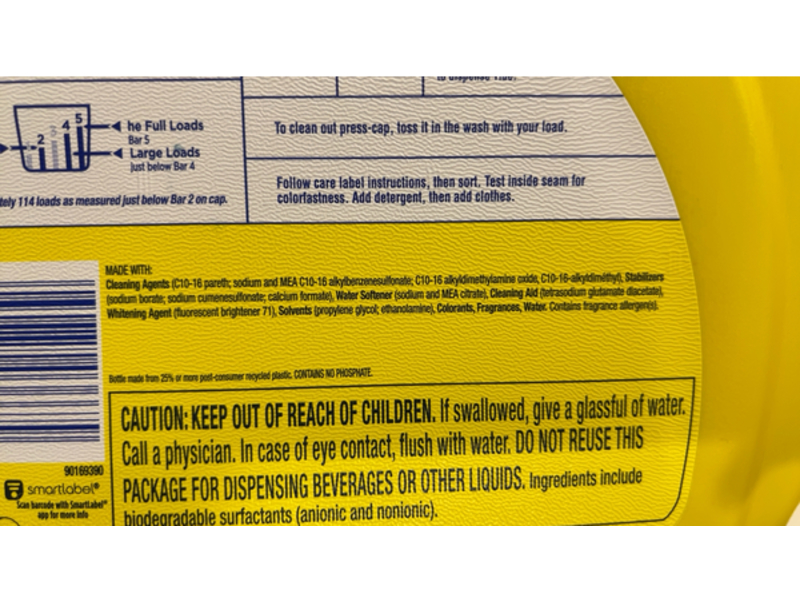 to dispense
5
4
2
he Full Loads
Bar 5
Large Loads
just below Bar 4
tely 114 loads as measured just below Bar 2 on cap.
To clean out press-cap, toss it in the wash with your load.
Follow care label instructions, then sort. Test inside seam for
colorfastness. Add detergent, then add clothes.
MADE WITH:
Cleaning Agents (C10-16 pareth; sodium and MEA C10-16 alkylbenzenesulfonate; C10-16 alkyldimethylamine oxide, C10-16-alkyldimethyl), Stabilizers
(sodium borate; sodium cumenesulfonate; calcium formate), Water Softener (sodium and MEA citrate), Cleaning Aid (tetrasodium glutamate diacetate),
Whitening Agent (fluorescent brightener 71), Solvents (propylene glycol; ethanolamine), Colorants, Fragrances, Water. Contains fragrance allergen(s).
Bottle made from 25% or more post-consumer recycled plastic. CONTAINS NO PHOSPHATE.
CAUTION: KEEP OUT OF REACH OF CHILDREN. If swallowed, give a glassful of water.
Call a physician. In case of eye contact, flush with water. DO NOT REUSE THIS
PACKAGE FOR DISPENSING BEVERAGES OR OTHER LIQUIDS. Ingredients include
biodegradable surfactants (anionic and nonionic).
90169390
smartlabel®
Scan barcode with SmartLabel™
app for more info